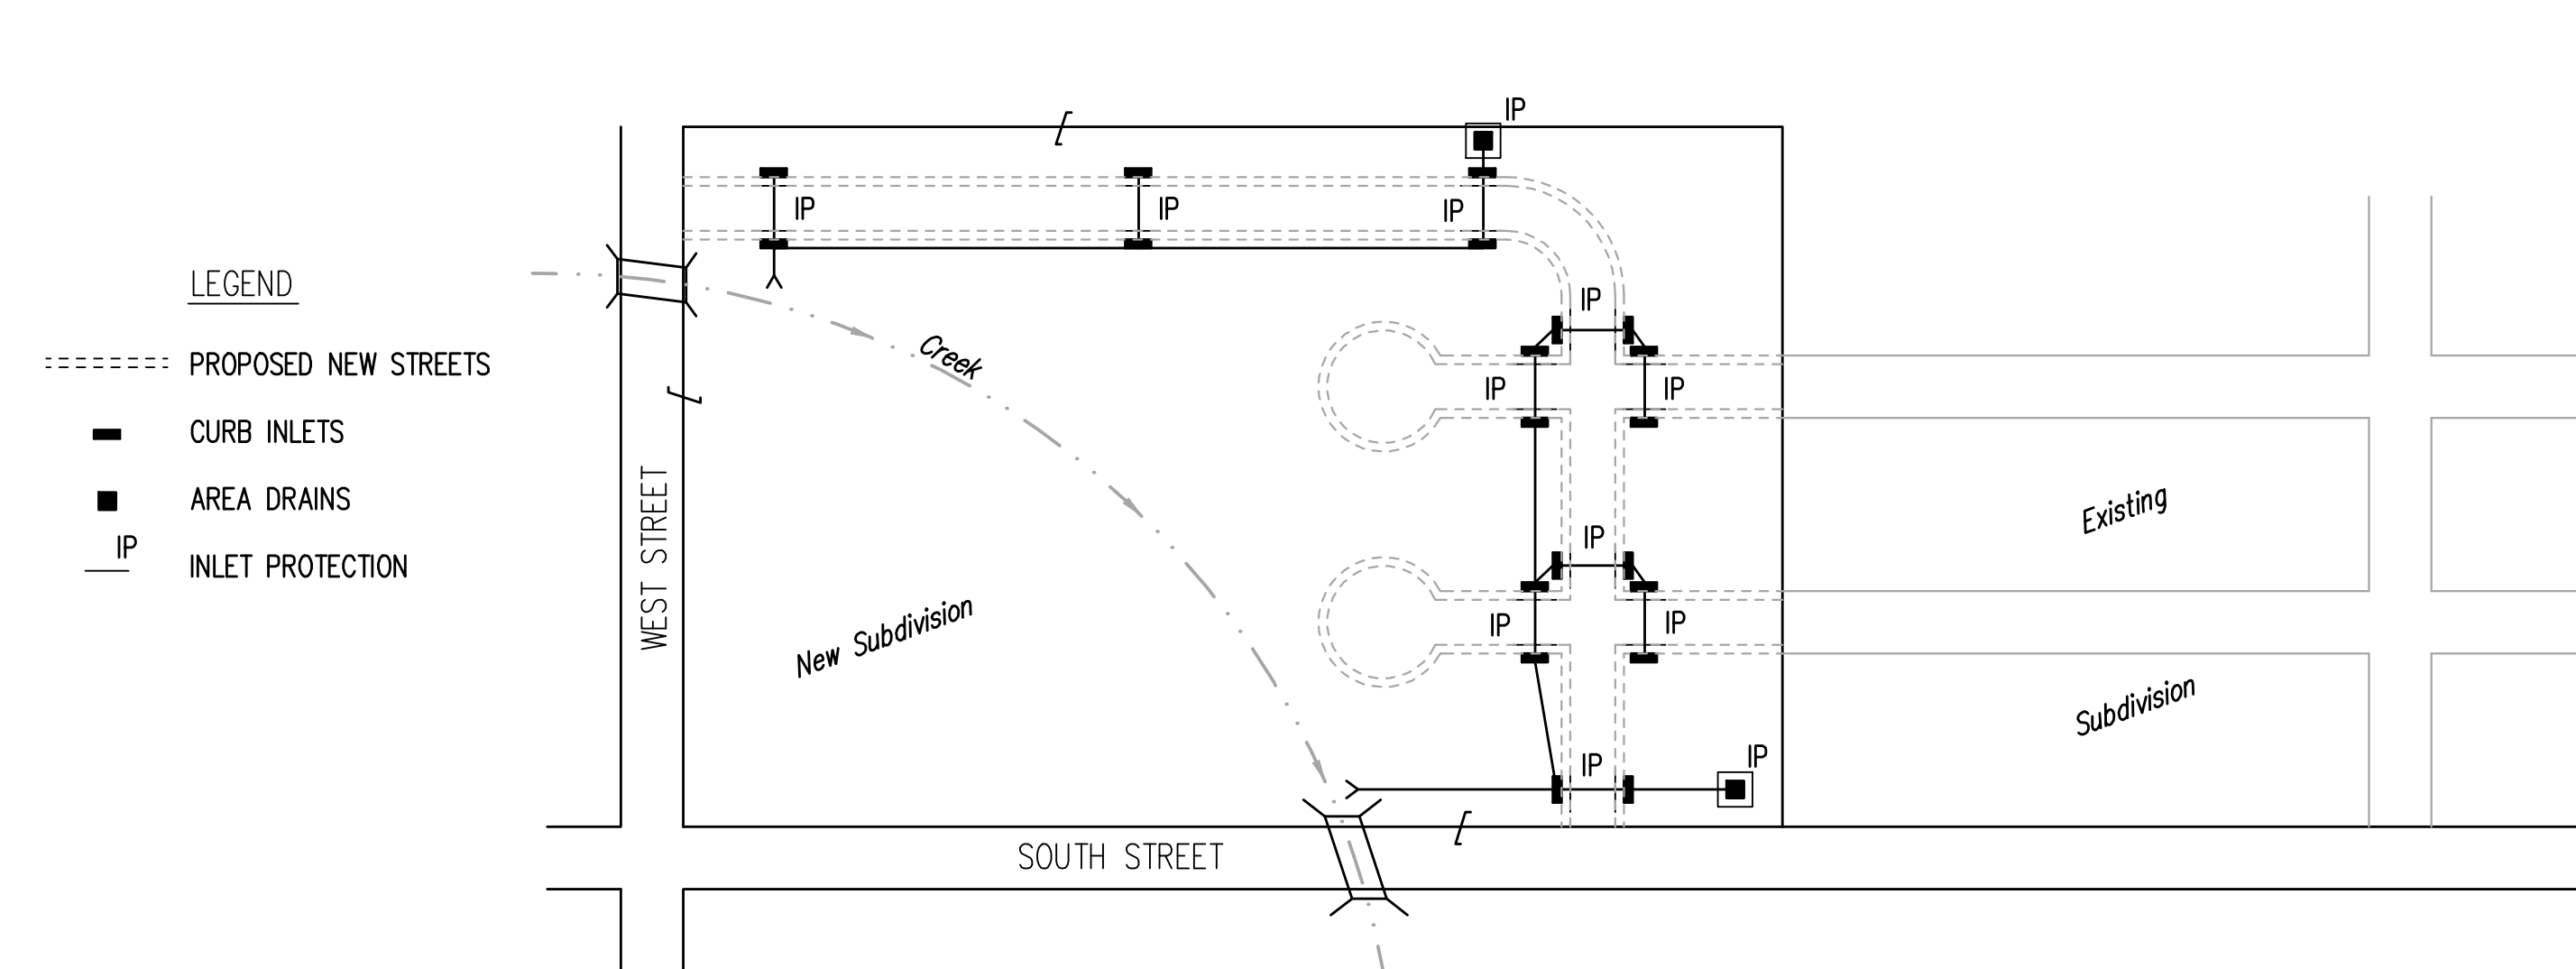 IP
IP
IP
IP
LEGEND
IP
PROPOSED NEW STREETS
Creek
IP
IP
CURB INLETS
AREA DRAINS
Existing
IP
IP
INLET PROTECTION
WEST STREET
New Subdivision
IP
IP
Subdivision
IP
IP
SOUTH STREET